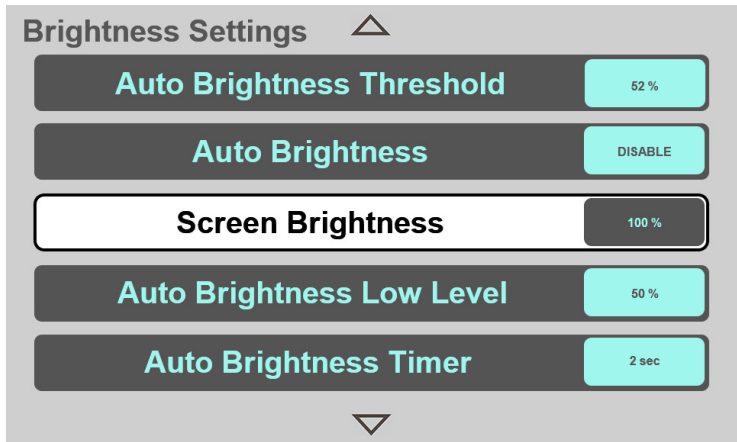 Brightness Settings
Auto Brightness Threshold 52 %
Auto Brightness DISABLE
Screen Brightness 100 %
Auto Brightness Low Level 50 %
Auto Brightness Timer 2 sec